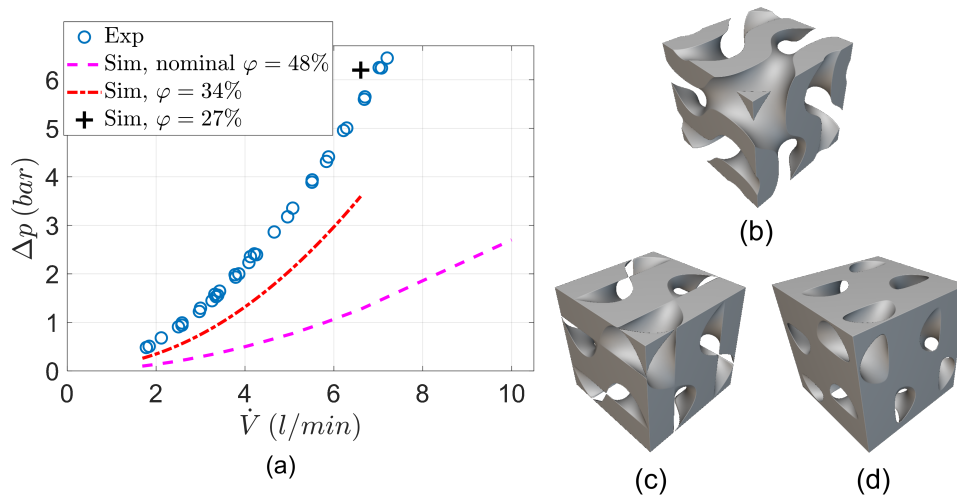 Exp
Sim, nominal φ = 48%
Sim, φ = 34%
Sim, φ = 27%
6
5
4
3
2
1
0
Δp (bar)
0 2 4 6 8 10
V̇ (l/min)
(a)
(b)
(c)
(d)